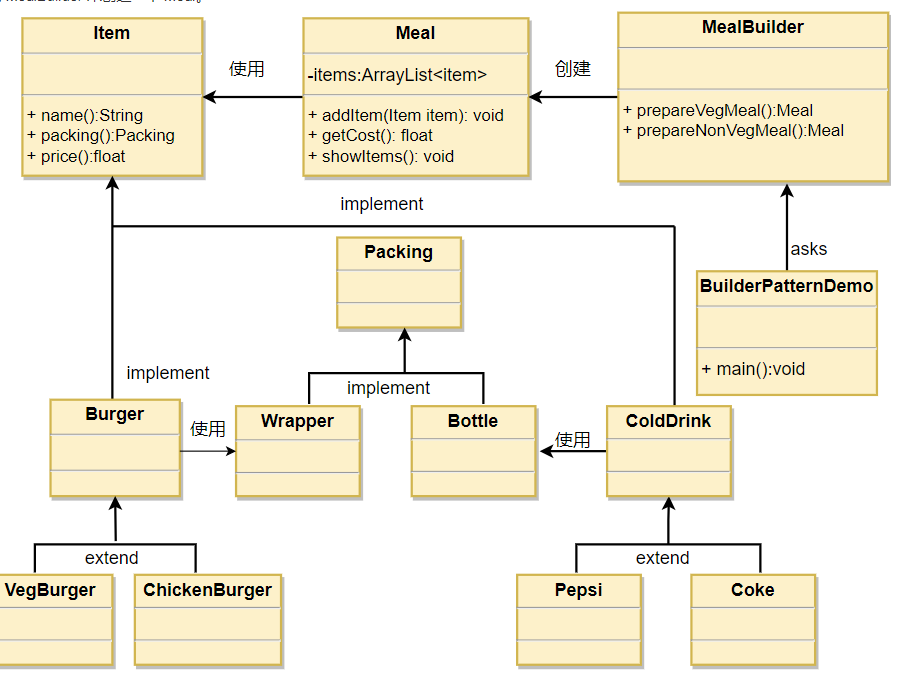 Item
+ name():String
+ packing():Packing
+ price():float
使用
Meal
-items:ArrayList<item>
+ addItem(Item item): void
+ getCost(): float
+ showItems(): void
创建
MealBuilder
+ prepareVegMeal():Meal
+ prepareNonVegMeal():Meal
implement
Packing
asks
BuilderPatternDemo
+ main():void
implement
implement
Burger
使用
Wrapper
Bottle
使用
ColdDrink
extend
extend
VegBurger
ChickenBurger
Pepsi
Coke